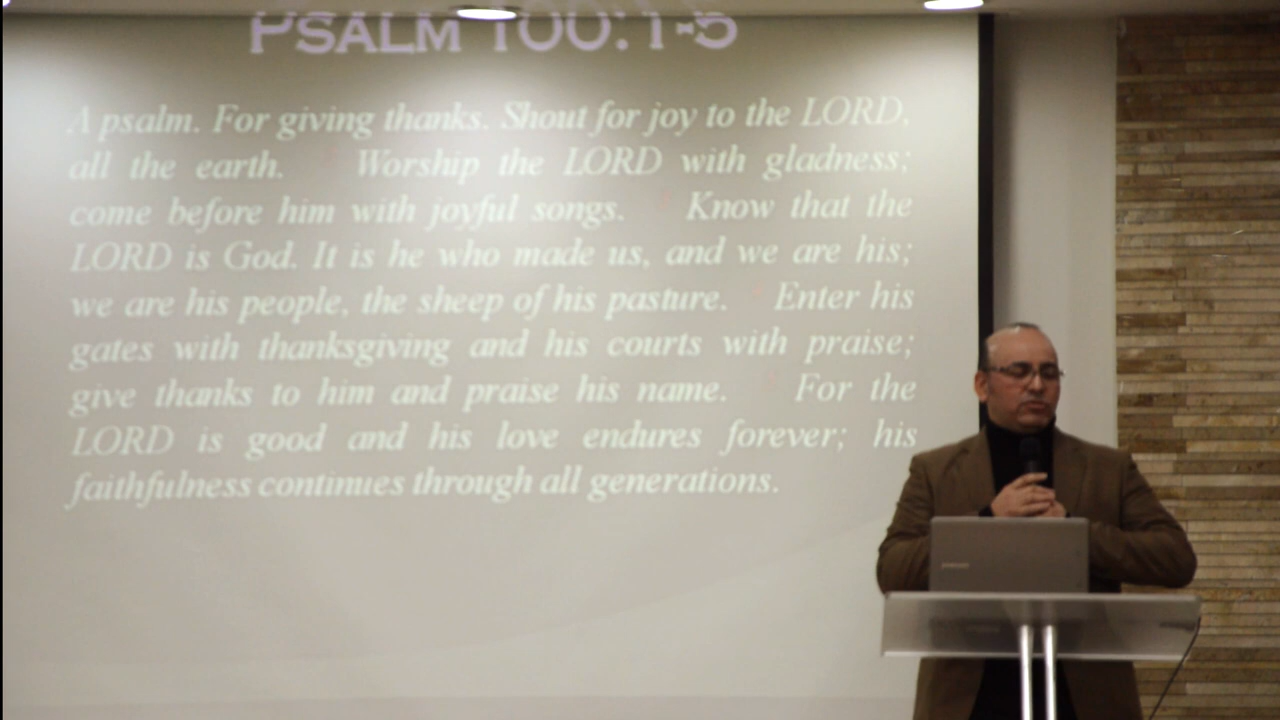 PSALM 100:1-5
A psalm. For giving thanks. Shout for joy to the LORD,
all the earth. Worship the LORD with gladness;
come before him with joyful songs. Know that the
LORD is God. It is he who made us, and we are his;
we are his people, the sheep of his pasture. Enter his
gates with thanksgiving and his courts with praise;
give thanks to him and praise his name. For the
LORD is good and his love endures forever; his
faithfulness continues through all generations.